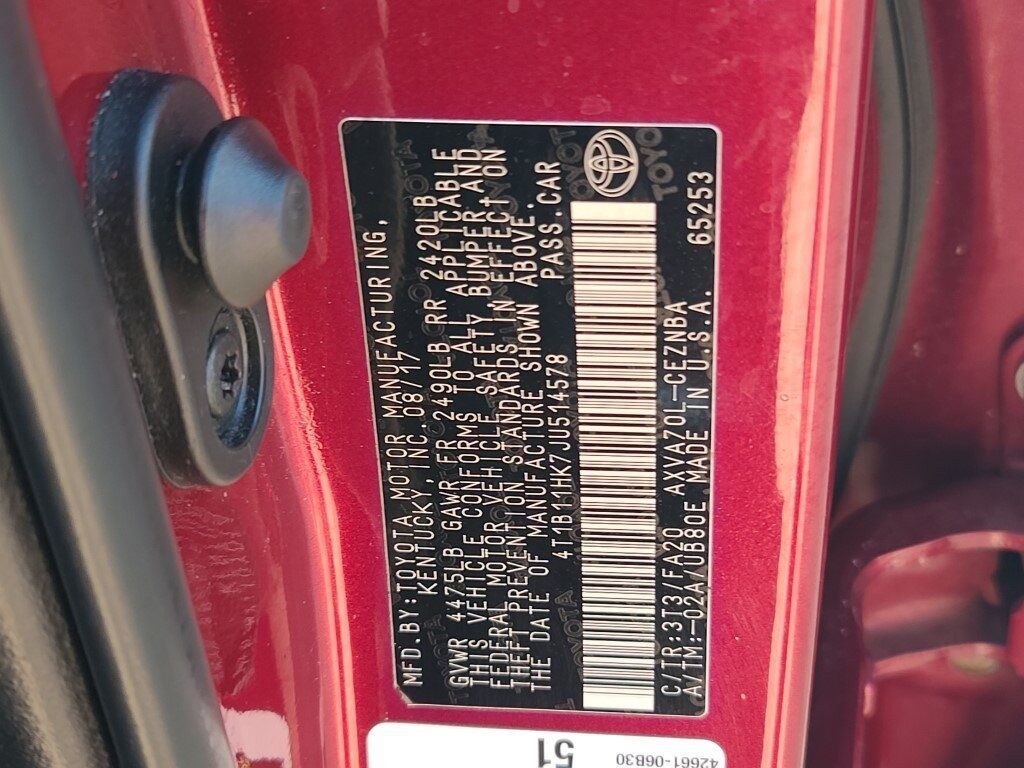 MFD.BY:TOYOTA MOTOR MANUFACTURING,
KENTUCKY, INC 08/17
GVWR 4475LB GAWR FR 2490LB RR 2420LB
THIS VEHICLE CONFORMS TO ALL APPLICABLE
FEDERAL MOTOR VEHICLE SAFETY, BUMPER, AND
THEFT PREVENTION STANDARDS IN EFFECT ON
THE DATE OF MANUFACTURE SHOWN ABOVE.
4T1B11HK7JU514578 PASS.CAR
C/TR:3T3/FA20 AXVA70L-CEZNBA
A/TM:-02A/UB80E MADE IN U.S.A. 65253
TOYOTA
42661-06B30
51